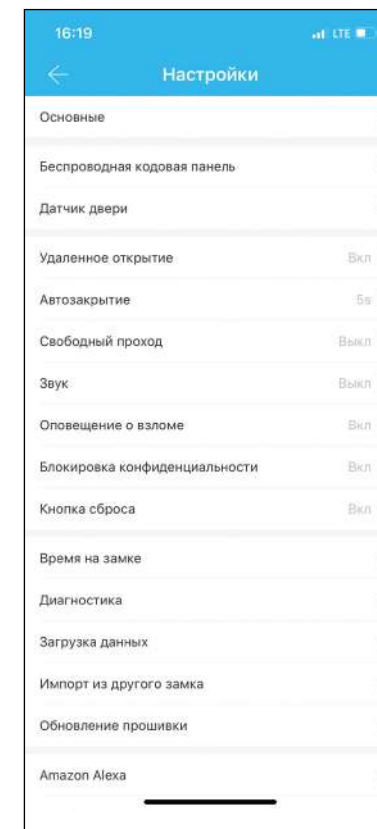 16:19 LTE
Настройки
Основные
Беспроводная кодовая панель
Датчик двери
Удаленное открытие Вкл
Автозакрытие 5s
Свободный проход Выкл
Звук Выкл
Оповещение о взломе Вкл
Блокировка конфиденциальности Вкл
Кнопка сброса Вкл
Время на замке
Диагностика
Загрузка данных
Импорт из другого замка
Обновление прошивки
Amazon Alexa